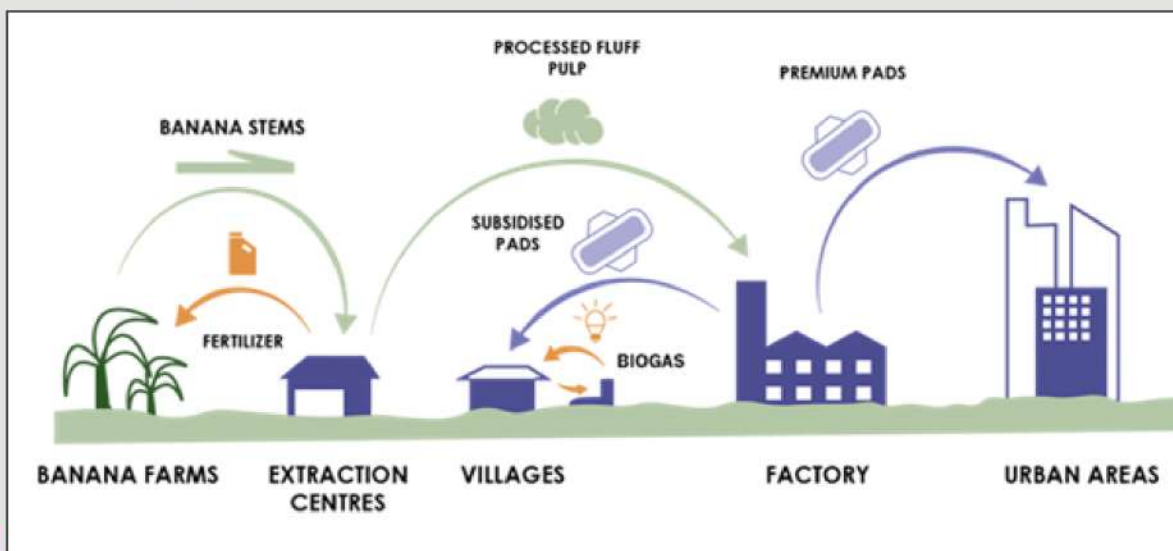 PROCESSED FLUFF
PULP
PREMIUM PADS
BANANA STEMS
SUBSIDISED
PADS
FERTILIZER
BIOGAS
BANANA FARMS
EXTRACTION
CENTRES
VILLAGES
FACTORY
URBAN AREAS